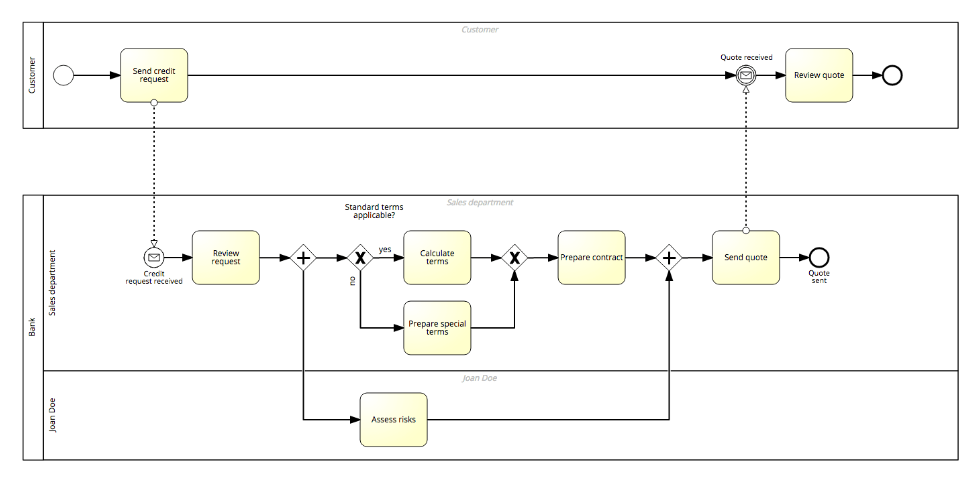 Customer
Customer
Send credit
request
Quote received
Review quote
Bank
Sales department
Sales department
Credit
request received
Review
request
Standard terms
applicable?
yes
no
Calculate
terms
Prepare special
terms
Prepare contract
Send quote
Quote
sent
Joan Doe
Joan Doe
Assess risks